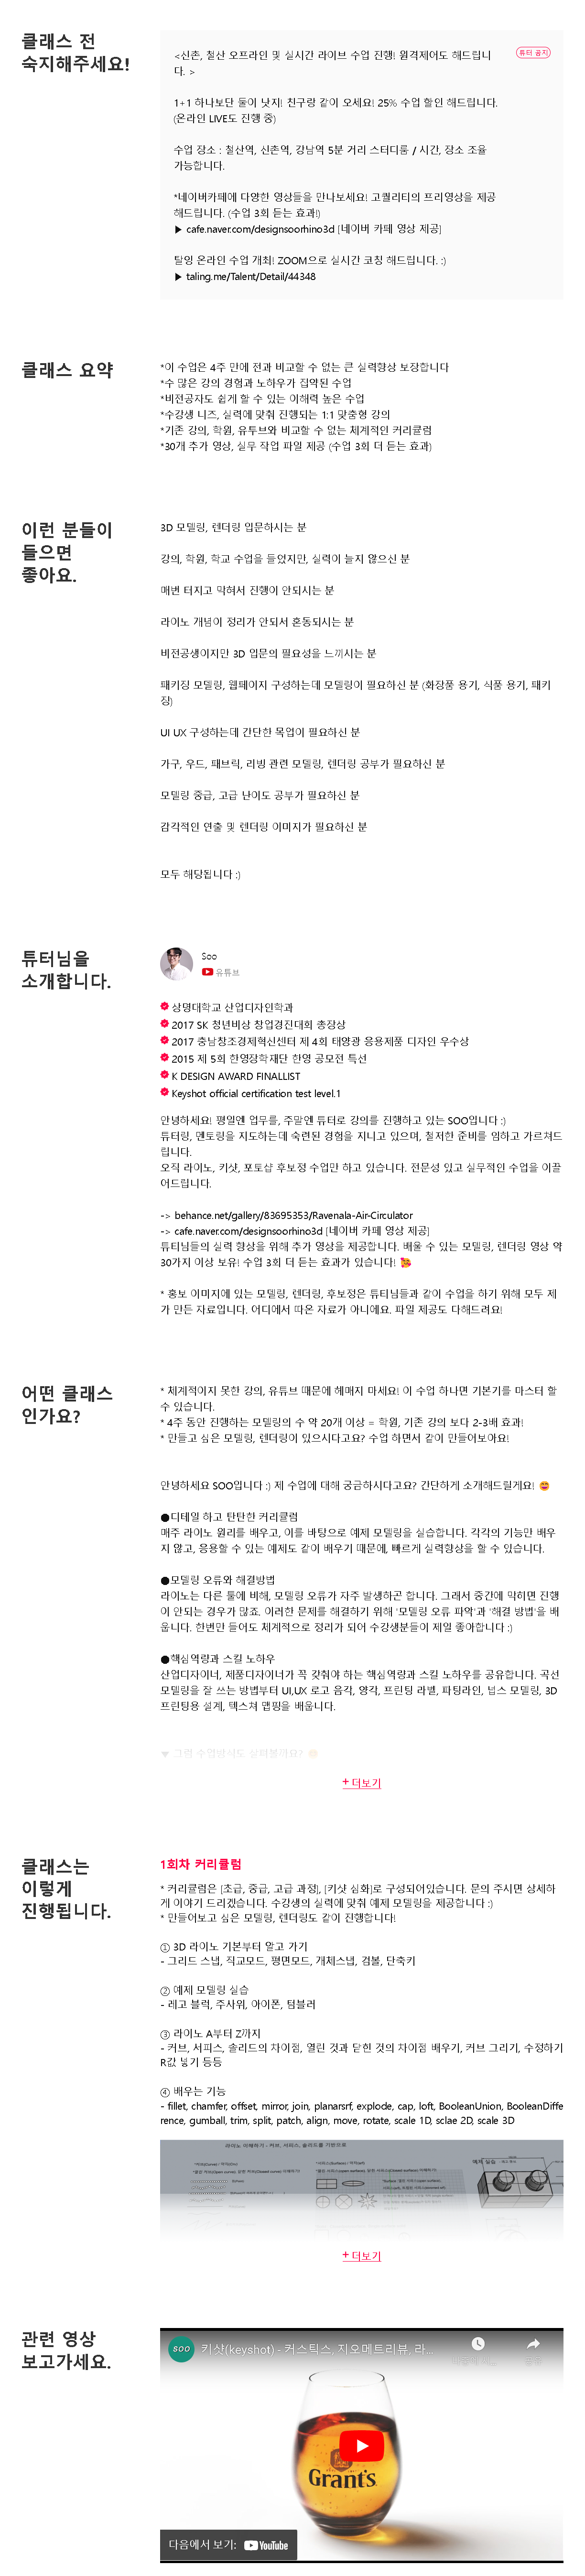 클래스 전
숙지해주세요!
<신촌, 철산 오프라인 및 실시간 라이브 수업 진행! 원격제어도 해드립니
다. >
튜터 공지
1+1 하나보단 둘이 낫지! 친구랑 같이 오세요! 25% 수업 할인 해드립니다.
(온라인 LIVE도 진행 중)
수업 장소 : 철산역, 신촌역, 강남역 5분 거리 스터디룸 / 시간, 장소 조율
가능합니다.
*네이버카페에 다양한 영상들을 만나보세요! 고퀄리티의 프리영상을 제공
해드립니다. (수업 3회 듣는 효과!)
▶ cafe.naver.com/designsoorhino3d [네이버 카페 영상 제공]
탈잉 온라인 수업 개최! ZOOM으로 실시간 코칭 해드립니다. :)
▶ taling.me/Talent/Detail/44348
클래스 요약
*이 수업은 4주 만에 전과 비교할 수 없는 큰 실력향상 보장합니다
*수 많은 강의 경험과 노하우가 집약된 수업
*비전공자도 쉽게 할 수 있는 이해력 높은 수업
*수강생 니즈, 실력에 맞춰 진행되는 1:1 맞춤형 강의
*기존 강의, 학원, 유투브와 비교할 수 없는 체계적인 커리큘럼
*30개 추가 영상, 실무 작업 파일 제공 (수업 3회 더 듣는 효과)
이런 분들이
들으면
좋아요.
3D 모델링, 렌더링 입문하시는 분
강의, 학원, 학교 수업을 들었지만, 실력이 늘지 않으신 분
매번 터지고 막혀서 진행이 안되시는 분
라이노 개념이 정리가 안되서 혼동되시는 분
비전공생이지만 3D 입문의 필요성을 느끼시는 분
패키징 모델링, 웹페이지 구성하는데 모델링이 필요하신 분 (화장품 용기, 식품 용기, 패키
징)
UI UX 구성하는데 간단한 목업이 필요하신 분
가구, 우드, 패브릭, 리빙 관련 모델링, 렌더링 공부가 필요하신 분
모델링 중급, 고급 난이도 공부가 필요하신 분
감각적인 연출 및 렌더링 이미지가 필요하신 분
모두 해당됩니다 :)
튜터님을
소개합니다.
Soo
유튜브
상명대학교 산업디자인학과
2017 SK 청년비상 창업경진대회 총장상
2017 충남창조경제혁신센터 제 4회 태양광 응용제품 디자인 우수상
2015 제 5회 한영장학재단 한영 공모전 특선
K DESIGN AWARD FINALLIST
Keyshot official certification test level.1
안녕하세요! 평일엔 업무를, 주말엔 튜터로 강의를 진행하고 있는 SOO입니다 :)
튜터링, 멘토링을 지도하는데 숙련된 경험을 지니고 있으며, 철저한 준비를 임하고 가르쳐드
립니다.
오직 라이노, 키샷, 포토샵 후보정 수업만 하고 있습니다. 전문성 있고 실무적인 수업을 이끌
어드립니다.
-> behance.net/gallery/83695353/Ravenala-Air-Circulator
-> cafe.naver.com/designsoorhino3d [네이버 카페 영상 제공]
튜티님들의 실력 향상을 위해 추가 영상을 제공합니다. 배울 수 있는 모델링, 렌더링 영상 약
30가지 이상 보유! 수업 3회 더 듣는 효과가 있습니다! 🥰
* 홍보 이미지에 있는 모델링, 렌더링, 후보정은 튜티님들과 같이 수업을 하기 위해 모두 제
가 만든 자료입니다. 어디에서 따온 자료가 아니에요. 파일 제공도 다해드려요!
어떤 클래스
인가요?
* 체계적이지 못한 강의, 유튜브 때문에 헤매지 마세요! 이 수업 하나면 기본기를 마스터 할
수 있습니다.
* 4주 동안 진행하는 모델링의 수 약 20개 이상 = 학원, 기존 강의 보다 2-3배 효과!
* 만들고 싶은 모델링, 렌더링이 있으시다고요? 수업 하면서 같이 만들어보아요!
안녕하세요 SOO입니다 :) 제 수업에 대해 궁금하시다고요? 간단하게 소개해드릴게요! 😄
●디테일 하고 탄탄한 커리큘럼
매주 라이노 원리를 배우고, 이를 바탕으로 예제 모델링을 실습합니다. 각각의 기능만 배우
지 않고, 응용할 수 있는 예제도 같이 배우기 때문에, 빠르게 실력향상을 할 수 있습니다.
●모델링 오류와 해결방법
라이노는 다른 툴에 비해, 모델링 오류가 자주 발생하곤 합니다. 그래서 중간에 막히면 진행
이 안되는 경우가 많죠. 이러한 문제를 해결하기 위해 '모델링 오류 파악'과 '해결 방법'을 배
웁니다. 한번만 들어도 체계적으로 정리가 되어 수강생분들이 제일 좋아합니다 :)
●핵심역량과 스킬 노하우
산업디자이너, 제품디자이너가 꼭 갖춰야 하는 핵심역량과 스킬 노하우를 공유합니다. 곡선
모델링을 잘 쓰는 방법부터 UI,UX 로고 음각, 양각, 프린팅 라벨, 파팅라인, 넙스 모델링, 3D
프린팅용 설계, 텍스쳐 맵핑을 배웁니다.
▼ 그럼 수업방식도 살펴볼까요? 😊
+ 더보기
클래스는
이렇게
진행됩니다.
1회차 커리큘럼
* 커리큘럼은 [초급, 중급, 고급 과정], [키샷 심화]로 구성되어있습니다. 문의 주시면 상세하
게 이야기 드리겠습니다. 수강생의 실력에 맞춰 예제 모델링을 제공합니다 :)
* 만들어보고 싶은 모델링, 렌더링도 같이 진행합니다!
① 3D 라이노 기본부터 알고 가기
- 그리드 스냅, 직교모드, 평면모드, 개체스냅, 검볼, 단축키
② 예제 모델링 실습
- 레고 블럭, 주사위, 아이폰, 텀블러
③ 라이노 A부터 Z까지
- 커브, 서피스, 솔리드의 차이점, 열린 것과 닫힌 것의 차이점 배우기, 커브 그리기, 수정하기
R값 넣기 등등
④ 배우는 기능
- fillet, chamfer, offset, mirror, join, planarsrf, explode, cap, loft, BooleanUnion, BooleanDiffe
rence, gumball, trim, split, patch, align, move, rotate, scale 1D, sclae 2D, scale 3D
라이노 이해하기 - 커브, 서피스, 솔리드를 기반으로
+ 더보기
관련 영상
보고가세요.
SOO
키샷(keyshot) - 커스틱스, 지오메트리뷰, 라...
GRANT'S
다음에서 보기:
YouTube